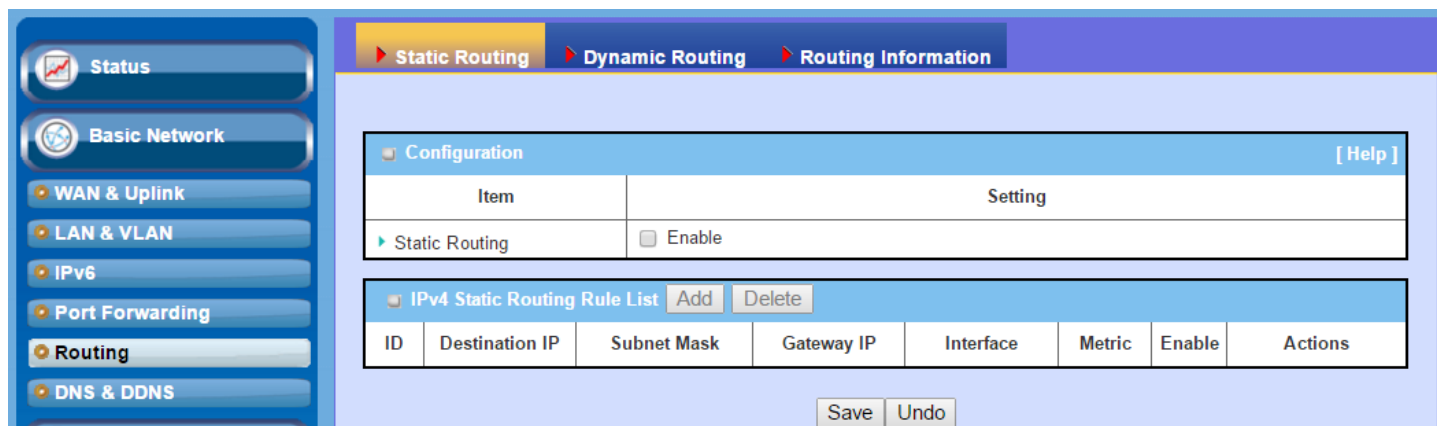 Status
Basic Network
WAN & Uplink
LAN & VLAN
IPv6
Port Forwarding
Routing
DNS & DDNS
Static Routing Dynamic Routing Routing Information
Configuration [ Help ]
Item Setting
Static Routing Enable
IPv4 Static Routing Rule List Add Delete
ID Destination IP Subnet Mask Gateway IP Interface Metric Enable Actions
Save Undo